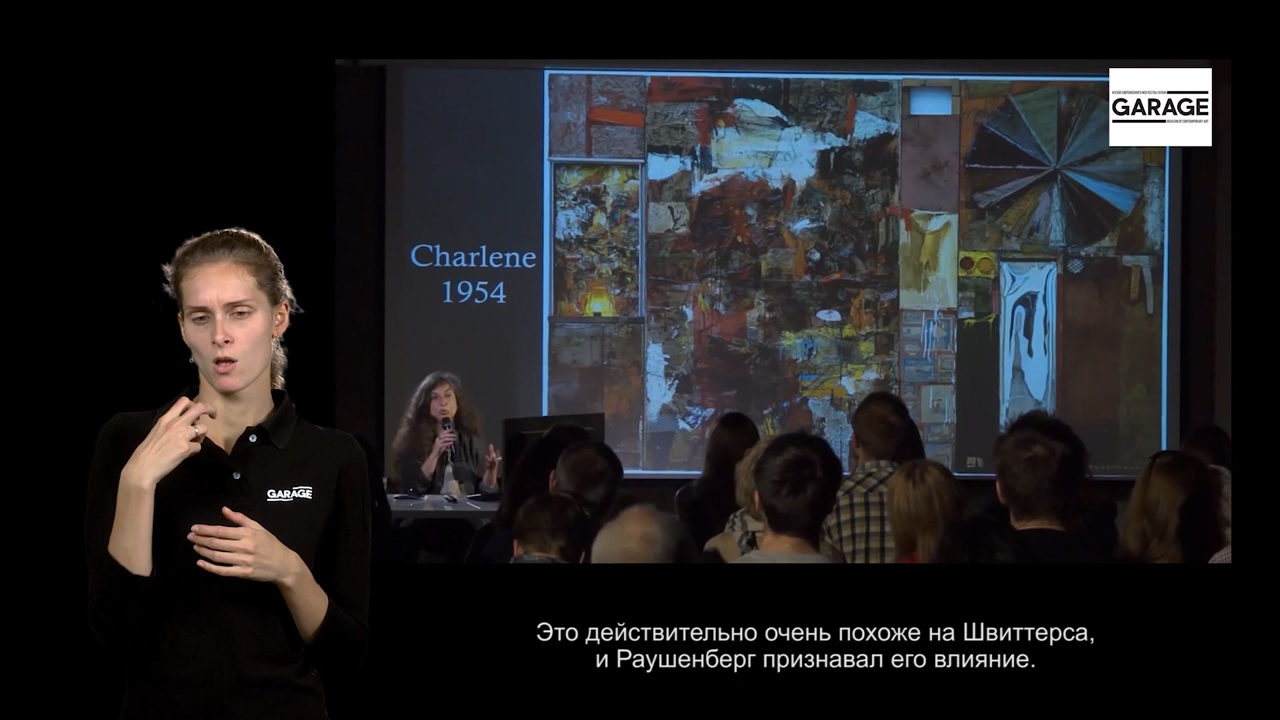 GARAGE
Charlene
1954
GARAGE
Это действительно очень похоже на Швиттерса,
и Раушенберг признавал его влияние.